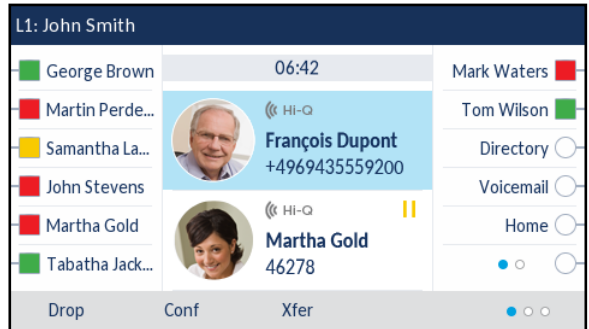 L1: John Smith
George Brown
Martin Perde...
Samantha La...
John Stevens
Martha Gold
Tabatha Jack...
06:42
Hi-Q
François Dupont
+4969435559200
Hi-Q
Martha Gold
46278
Mark Waters
Tom Wilson
Directory
Voicemail
Home
Drop Conf Xfer